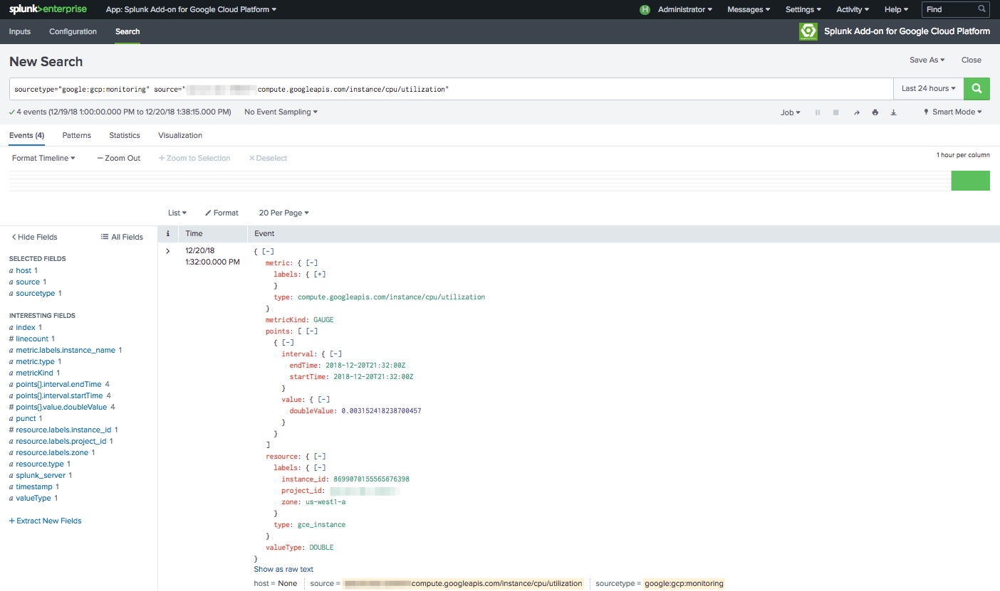 splunk>enterprise App: Splunk Add-on for Google Cloud Platform H Administrator Messages Settings Activity Help Find
Inputs Configuration Search Splunk Add-on for Google Cloud Platform
New Search Save As Close
sourcetype="google:gcp:monitoring" source=" compute.googleapis.com/instance/cpu/utilization" Last 24 hours
4 events (12/19/18 1:00:00.000 PM to 12/20/18 1:38:15.000 PM) No Event Sampling Job Smart Mode
Events (4) Patterns Statistics Visualization
Format Timeline — Zoom Out + Zoom to Selection × Deselect 1 hour per column
List Format 20 Per Page
< Hide Fields All Fields i Time Event
SELECTED FIELDS
a host 1
a source 1
a sourcetype 1
INTERESTING FIELDS
a index 1
# linecount 1
a metric.labels.instance_name 1
a metric.type 1
a metricKind 1
a points{}.interval.endTime 4
a points{}.interval.startTime 4
# points{}.value.doubleValue 4
a punct 1
# resource.labels.instance_id 1
a resource.labels.project_id 1
a resource.labels.zone 1
a resource.type 1
a splunk_server 1
a timestamp 1
a valueType 1
+ Extract New Fields
> 12/20/18
1:32:00.000 PM
{ [-]
metric: { [-]
labels: { [+]
}
type: compute.googleapis.com/instance/cpu/utilization
}
metricKind: GAUGE
points: [ [-]
{ [-]
interval: { [-]
endTime: 2018-12-20T21:32:00Z
startTime: 2018-12-20T21:32:00Z
}
value: { [-]
doubleValue: 0.003152418238700457
}
}
]
resource: { [-]
labels: { [-]
instance_id: 8699070155565676398
project_id:
zone: us-west1-a
}
type: gce_instance
}
valueType: DOUBLE
}
Show as raw text
host = None source = compute.googleapis.com/instance/cpu/utilization sourcetype = google:gcp:monitoring